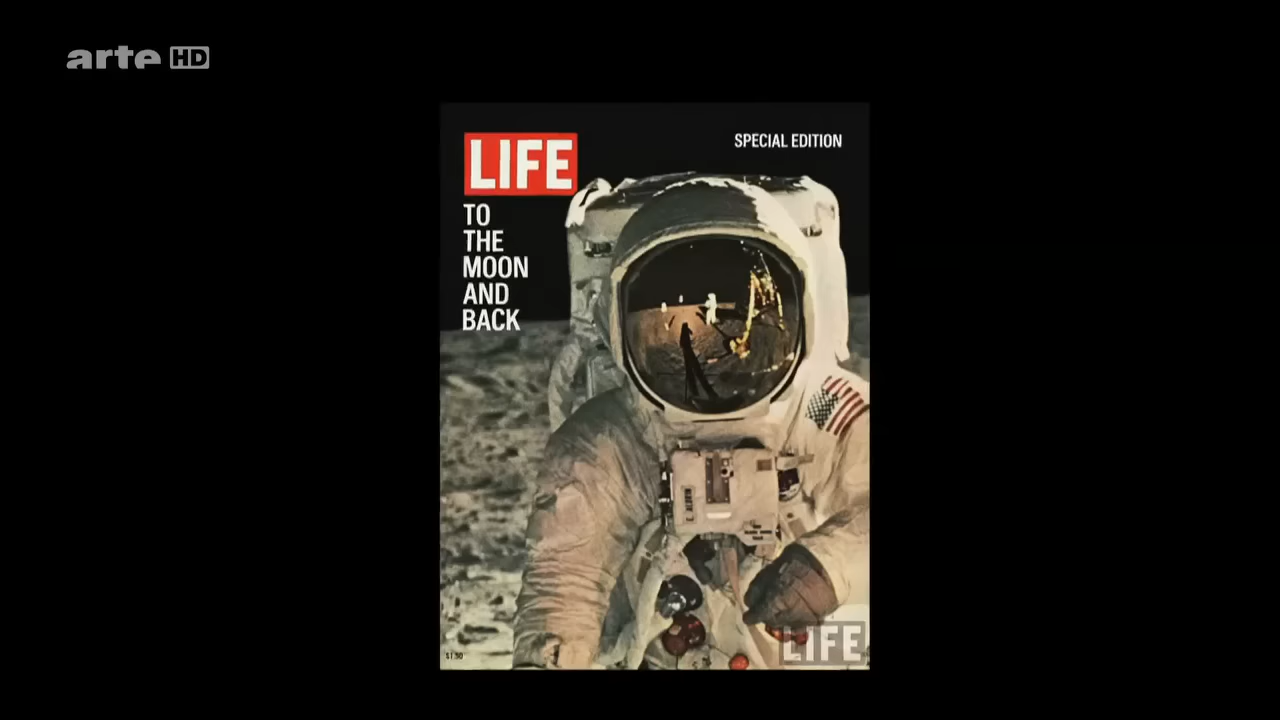 arte HD
LIFE
SPECIAL EDITION
TO
THE
MOON
AND
BACK
LIFE